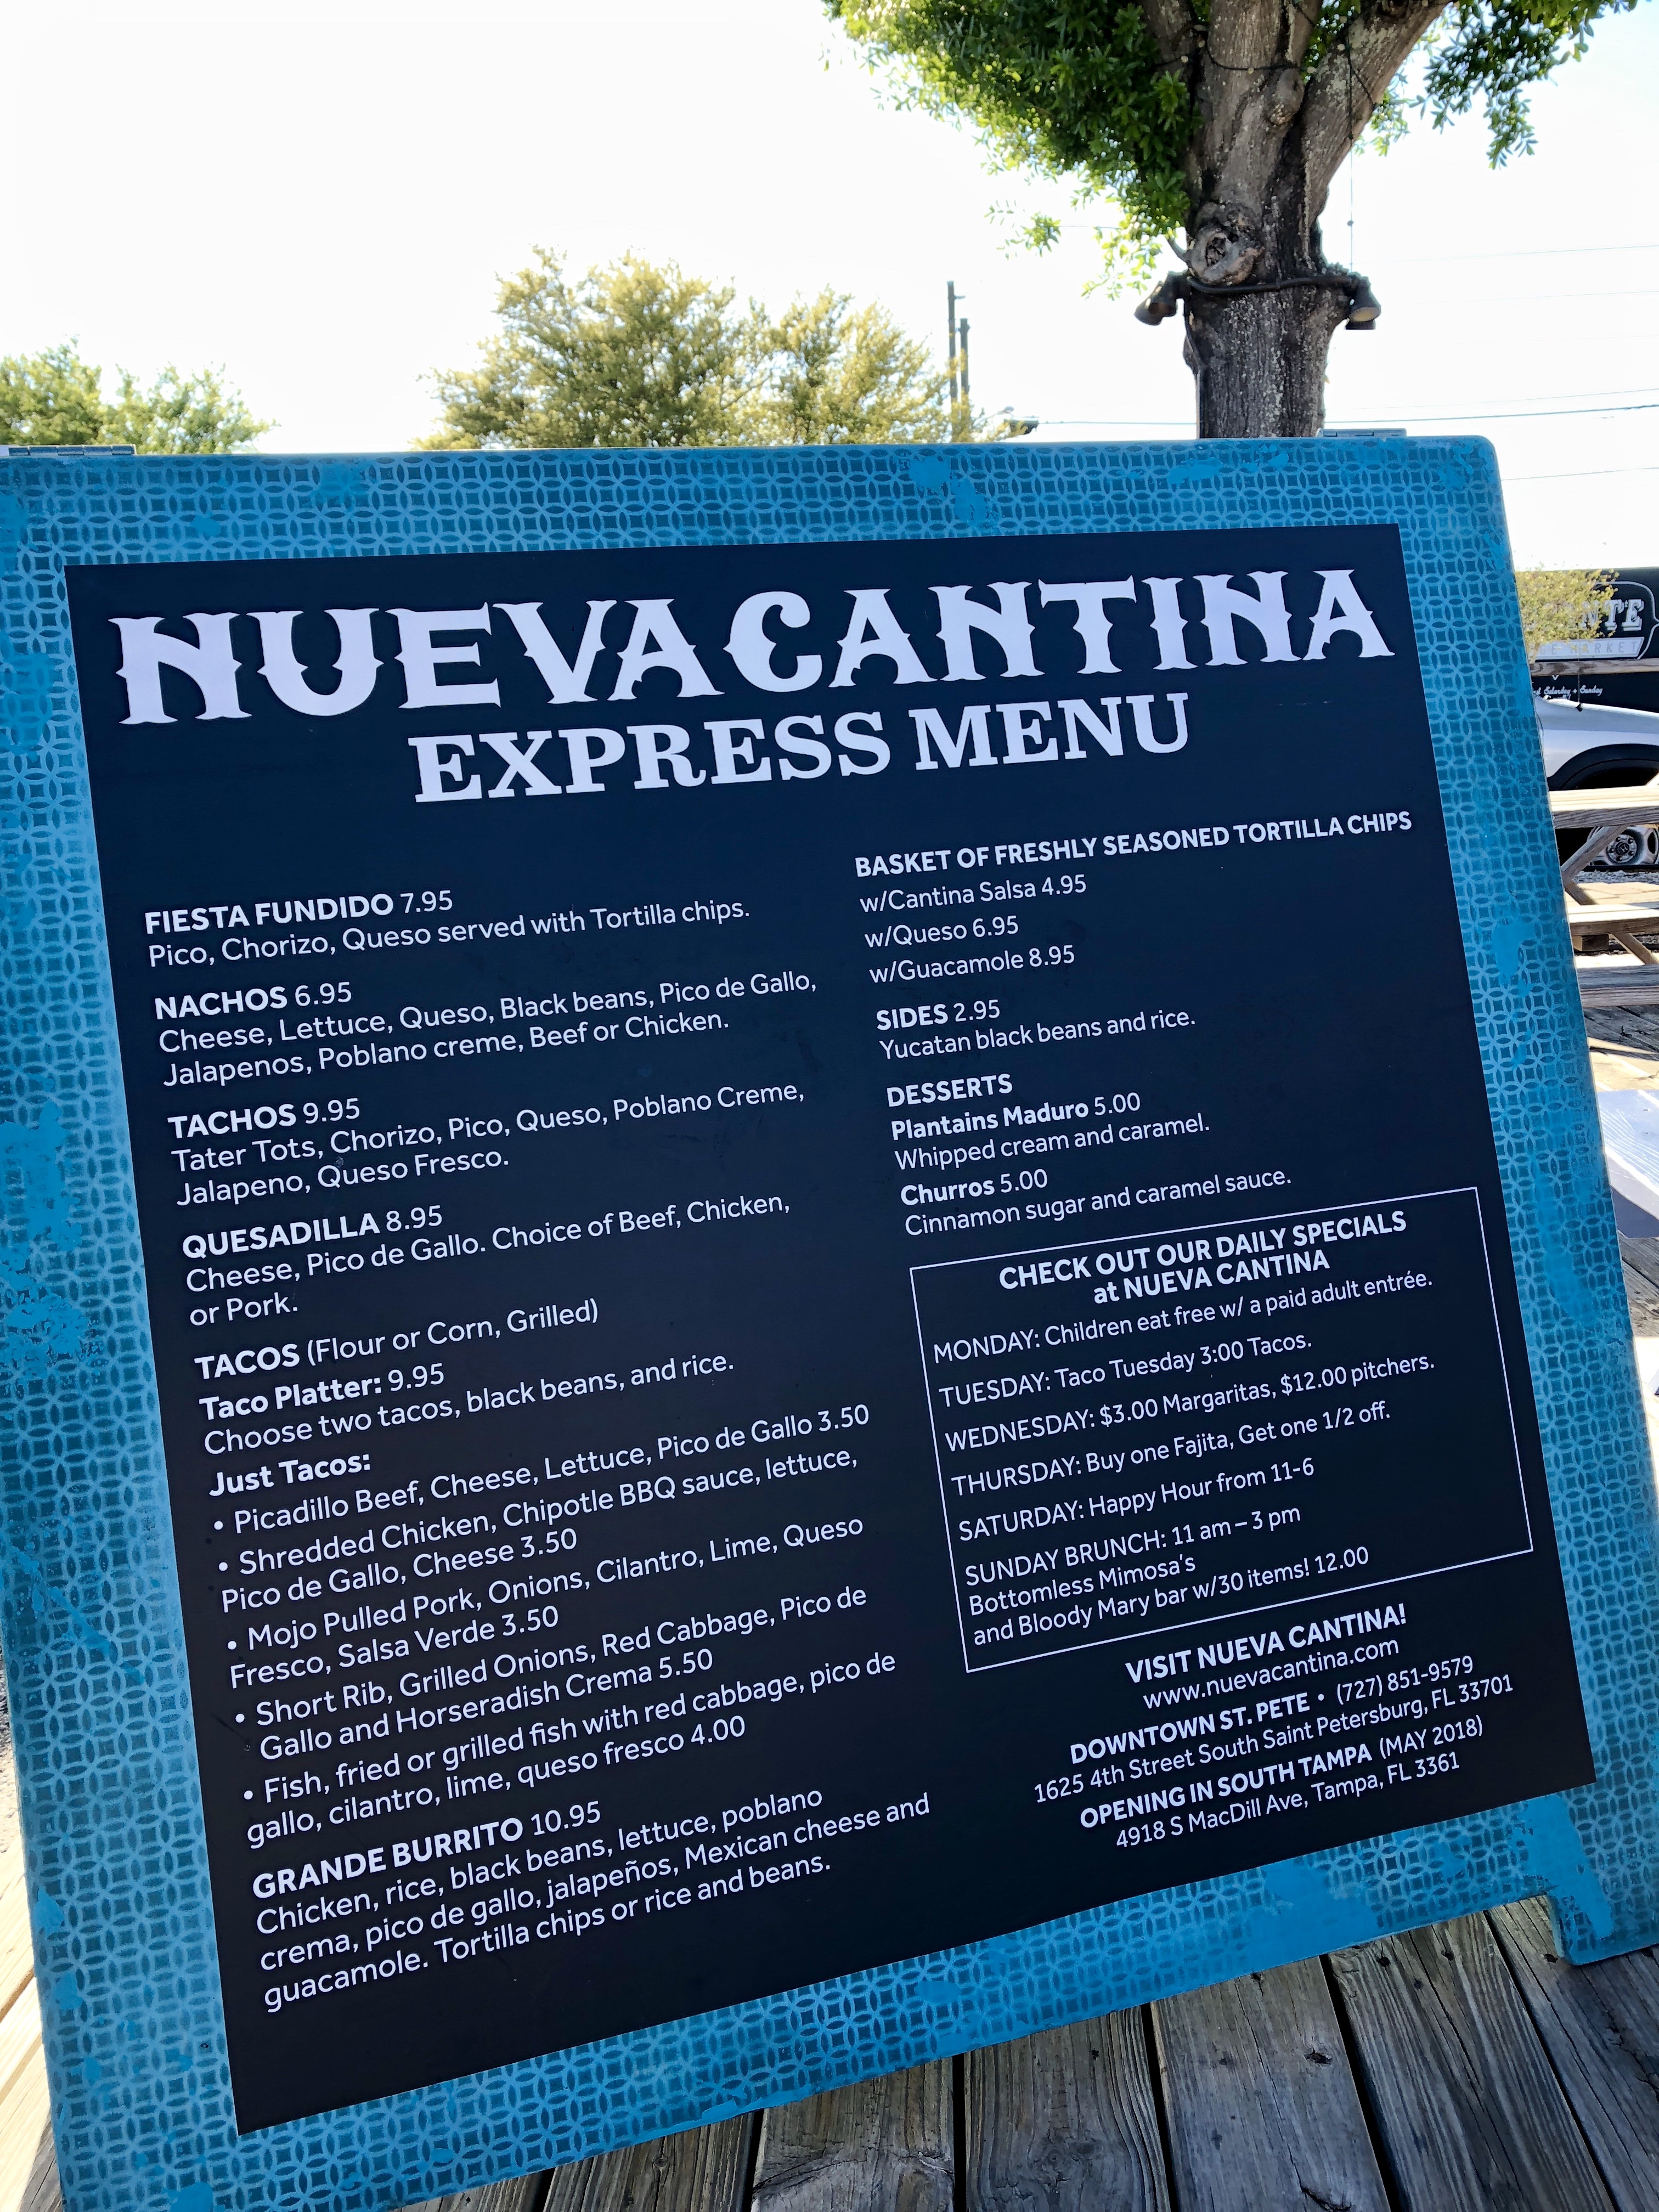 NUEVA CANTINA
EXPRESS MENU
FIESTA FUNDIDO 7.95
Pico, Chorizo, Queso served with Tortilla chips.
NACHOS 6.95
Cheese, Lettuce, Queso, Black beans, Pico de Gallo,
Jalapenos, Poblano creme, Beef or Chicken.
TACHOS 9.95
Tater Tots, Chorizo, Pico, Queso, Poblano Creme,
Jalapeno, Queso Fresco.
QUESADILLA 8.95
Cheese, Pico de Gallo. Choice of Beef, Chicken,
or Pork.
TACOS (Flour or Corn, Grilled)
Taco Platter: 9.95
Choose two tacos, black beans, and rice.
Just Tacos:
• Picadillo Beef, Cheese, Lettuce, Pico de Gallo 3.50
• Shredded Chicken, Chipotle BBQ sauce, lettuce,
Pico de Gallo, Cheese 3.50
• Mojo Pulled Pork, Onions, Cilantro, Lime, Queso
Fresco, Salsa Verde 3.50
• Short Rib, Grilled Onions, Red Cabbage, Pico de
Gallo and Horseradish Crema 5.50
• Fish, fried or grilled fish with red cabbage, pico de
gallo, cilantro, lime, queso fresco 4.00
GRANDE BURRITO 10.95
Chicken, rice, black beans, lettuce, poblano
crema, pico de gallo, jalapeños, Mexican cheese and
guacamole. Tortilla chips or rice and beans.
BASKET OF FRESHLY SEASONED TORTILLA CHIPS
w/Cantina Salsa 4.95
w/Queso 6.95
w/Guacamole 8.95
SIDES 2.95
Yucatan black beans and rice.
DESSERTS
Plantains Maduro 5.00
Whipped cream and caramel.
Churros 5.00
Cinnamon sugar and caramel sauce.
CHECK OUT OUR DAILY SPECIALS
at NUEVA CANTINA
MONDAY: Children eat free w/ a paid adult entrée.
TUESDAY: Taco Tuesday 3:00 Tacos.
WEDNESDAY: $3.00 Margaritas, $12.00 pitchers.
THURSDAY: Buy one Fajita, Get one 1/2 off.
SATURDAY: Happy Hour from 11-6
SUNDAY BRUNCH: 11 am – 3 pm
Bottomless Mimosa's
and Bloody Mary bar w/30 items! 12.00
VISIT NUEVA CANTINA!
www.nuevacantina.com
DOWNTOWN ST. PETE • (727) 851-9579
1625 4th Street South Saint Petersburg, FL 33701
OPENING IN SOUTH TAMPA (MAY 2018)
4918 S MacDill Ave, Tampa, FL 3361
MARKET
Saturday + Sunday